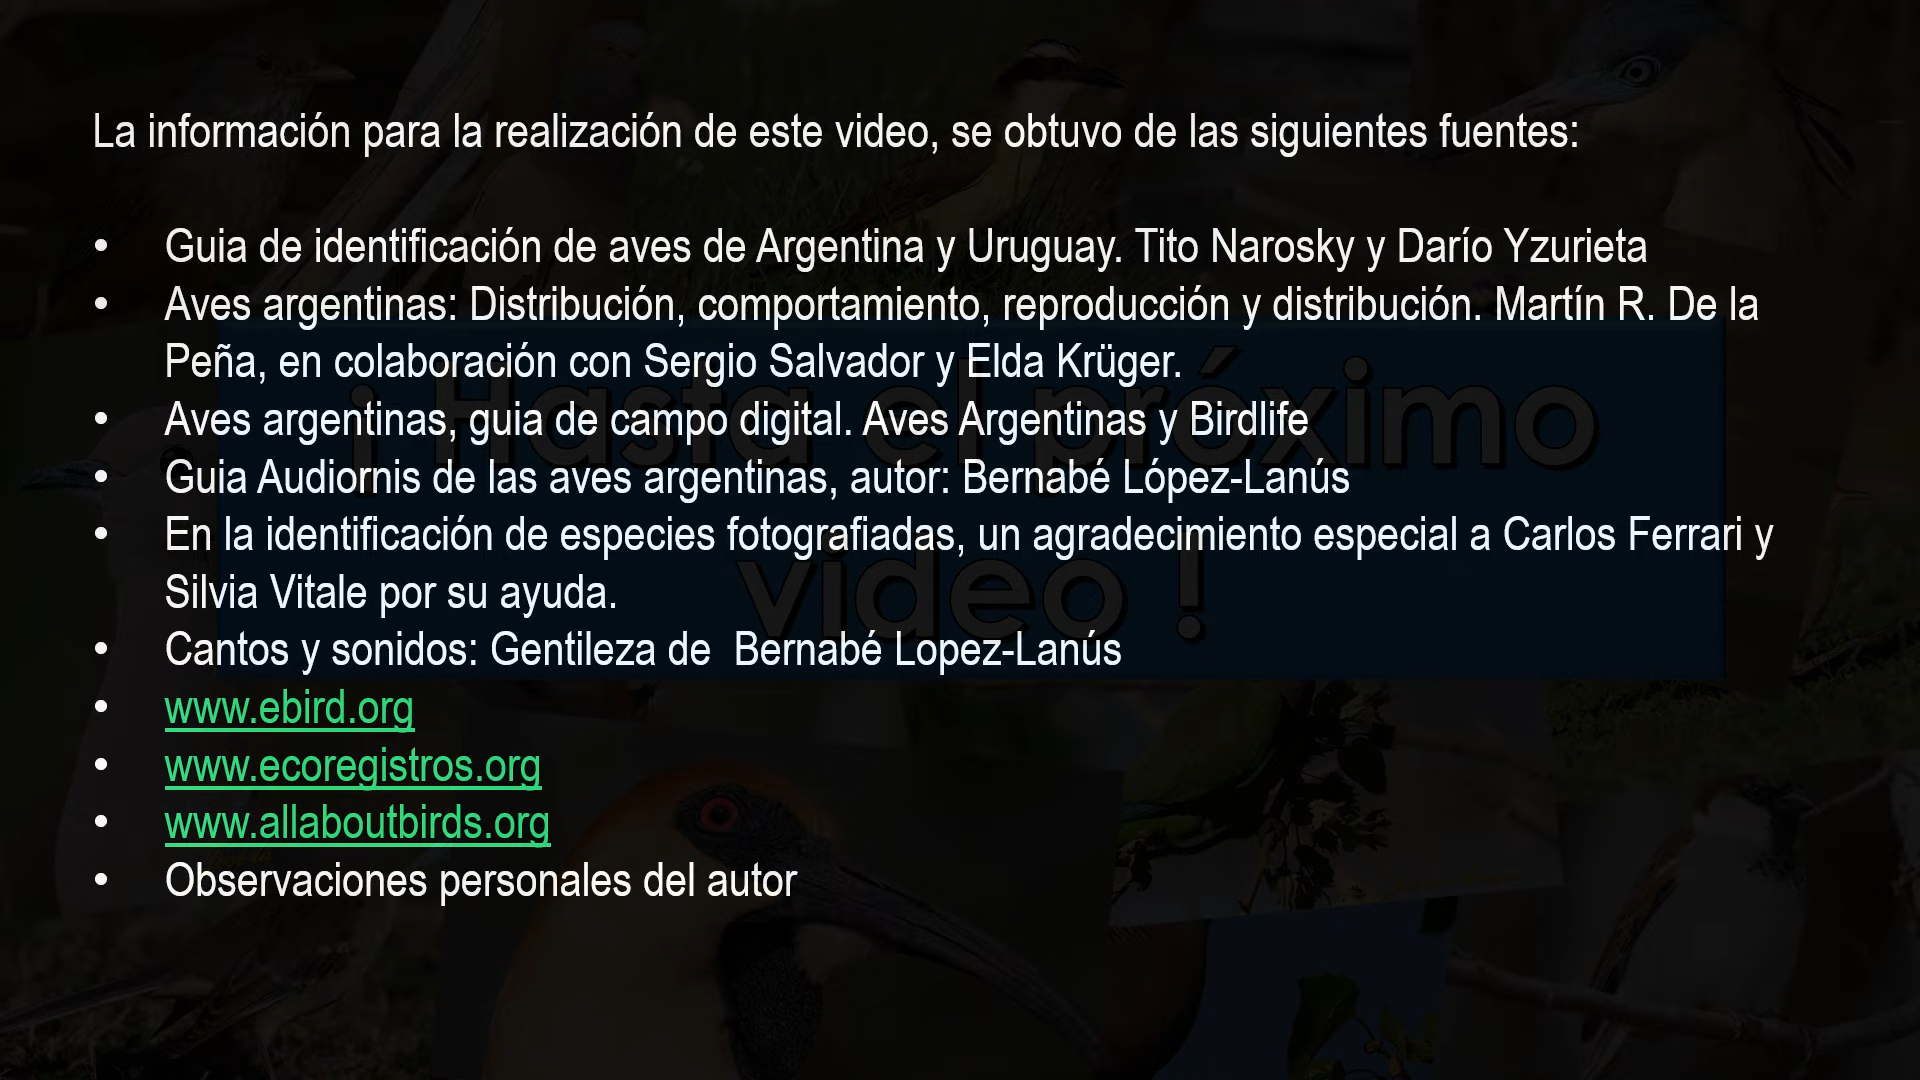 La información para la realización de este video, se obtuvo de las siguientes fuentes:
• Guia de identificación de aves de Argentina y Uruguay. Tito Narosky y Darío Yzurieta
• Aves argentinas: Distribución, comportamiento, reproducción y distribución. Martín R. De la
Peña, en colaboración con Sergio Salvador y Elda Krüger.
• Aves argentinas, guia de campo digital. Aves Argentinas y Birdlife
• Guia Audiornis de las aves argentinas, autor: Bernabé López-Lanús
• En la identificación de especies fotografiadas, un agradecimiento especial a Carlos Ferrari y
Silvia Vitale por su ayuda.
• Cantos y sonidos: Gentileza de  Bernabé Lopez-Lanús
• www.ebird.org
• www.ecoregistros.org
• www.allaboutbirds.org
• Observaciones personales del autor
¡ Hasta el próximo
video !